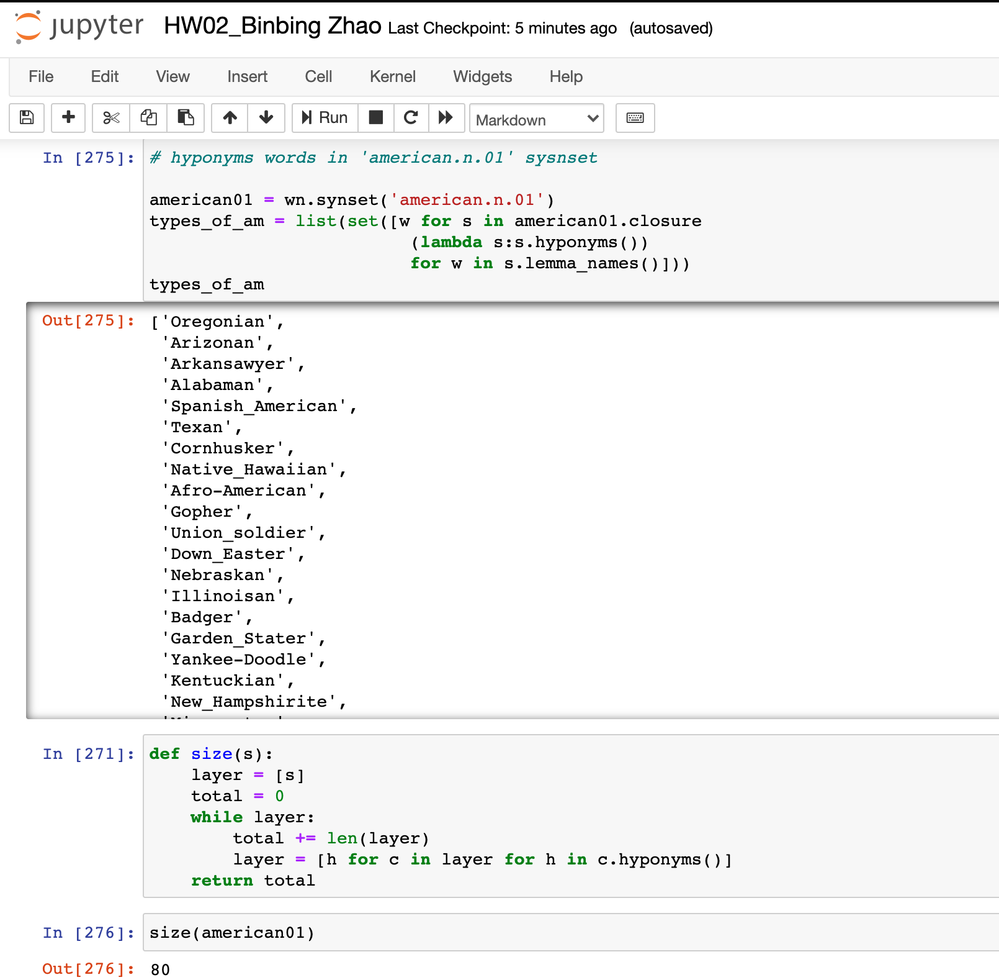 jupyter HW02_Binbing Zhao Last Checkpoint: 5 minutes ago (autosaved)
File Edit View Insert Cell Kernel Widgets Help
Run Markdown
In [275]: # hyponyms words in 'american.n.01' sysnset
american01 = wn.synset('american.n.01')
types_of_am = list(set([w for s in american01.closure
(lambda s:s.hyponyms())
for w in s.lemma_names()]))
types_of_am
Out[275]: ['Oregonian',
'Arizonan',
'Arkansawyer',
'Alabaman',
'Spanish_American',
'Texan',
'Cornhusker',
'Native_Hawaiian',
'Afro-American',
'Gopher',
'Union_soldier',
'Down_Easter',
'Nebraskan',
'Illinoisan',
'Badger',
'Garden_Stater',
'Yankee-Doodle',
'Kentuckian',
'New_Hampshirite',
In [271]: def size(s):
layer = [s]
total = 0
while layer:
total += len(layer)
layer = [h for c in layer for h in c.hyponyms()]
return total
In [276]: size(american01)
Out[276]: 80